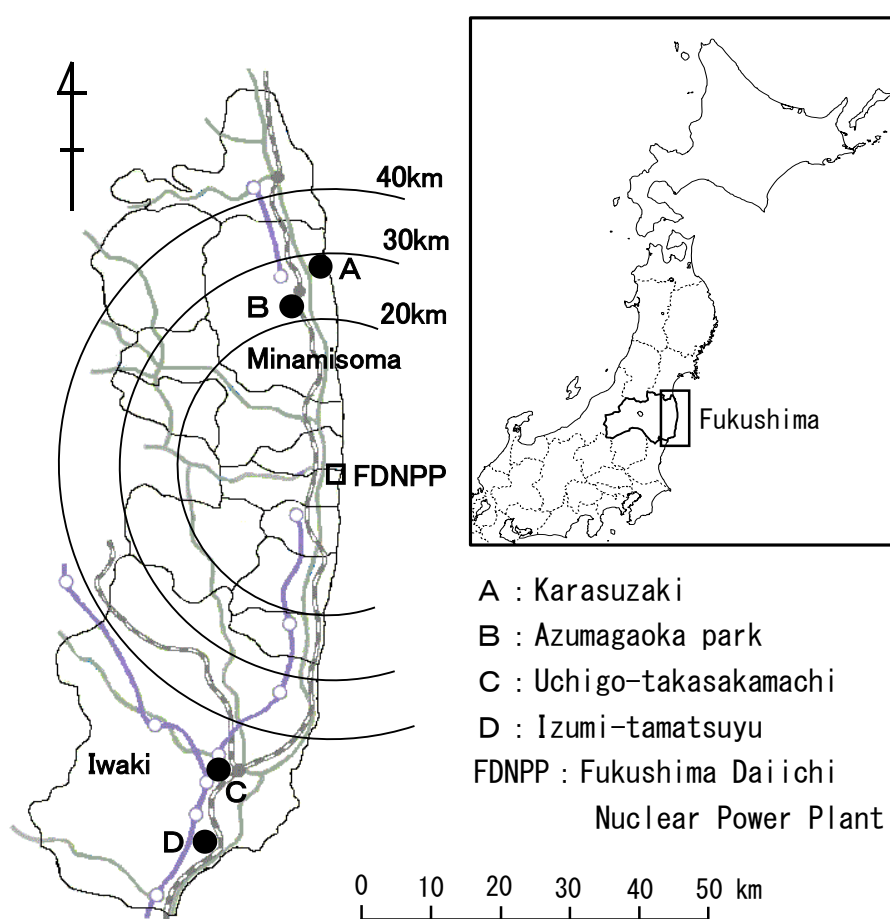 40km
30km
A
B
20km
Minamisoma
FDNPP
Iwaki
C
D
Fukushima
A : Karasuzaki
B : Azumagaoka park
C : Uchigo-takasakamachi
D : Izumi-tamatsuyu
FDNPP : Fukushima Daiichi
Nuclear Power Plant
0 10 20 30 40 50 km